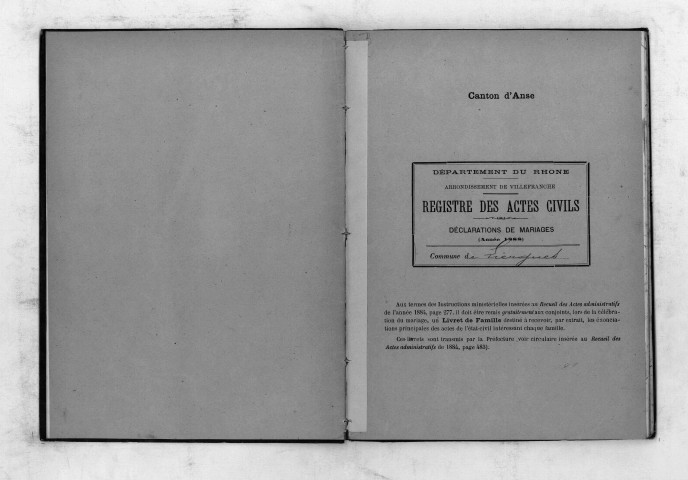 Canton d'Anse
DÉPARTEMENT DU RHONE
ARRONDISSEMENT DE VILLEFRANCHE
REGISTRE DES ACTES CIVILS
DÉCLARATIONS DE MARIAGES
(Année 1888)
Commune de
Aux termes des Instructions ministérielles insérées au Recueil des Actes administratifs
de l'année 1884, page 277, il doit être remis gratuitement aux conjoints, lors de la célébra-
tion du mariage, un Livret de Famille destiné à recevoir, par extrait, les énoncia-
tions principales des actes de l'état-civil intéressant chaque famille.
Ces livrets sont transmis par la Préfecture voir circulaire insérée au Recueil des
Actes administratifs de 1884, page 483).